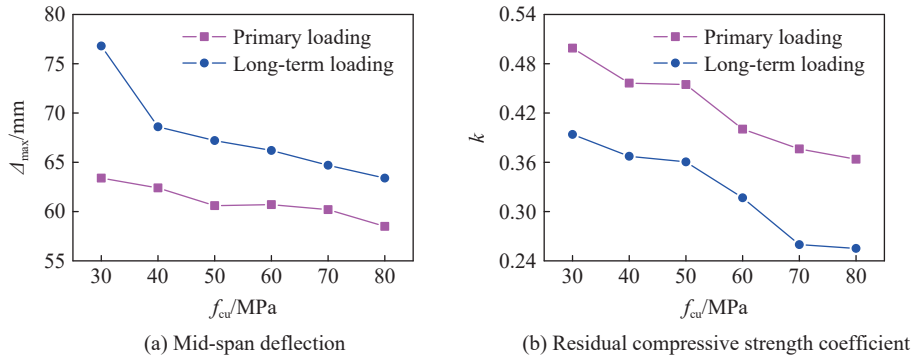 80
75
70
65
60
55
Δmax/mm
Primary loading
Long-term loading
30 40 50 60 70 80
fcu/MPa
(a) Mid-span deflection
0.54
0.48
0.42
0.36
0.30
0.24
k
Primary loading
Long-term loading
30 40 50 60 70 80
fcu/MPa
(b) Residual compressive strength coefficient